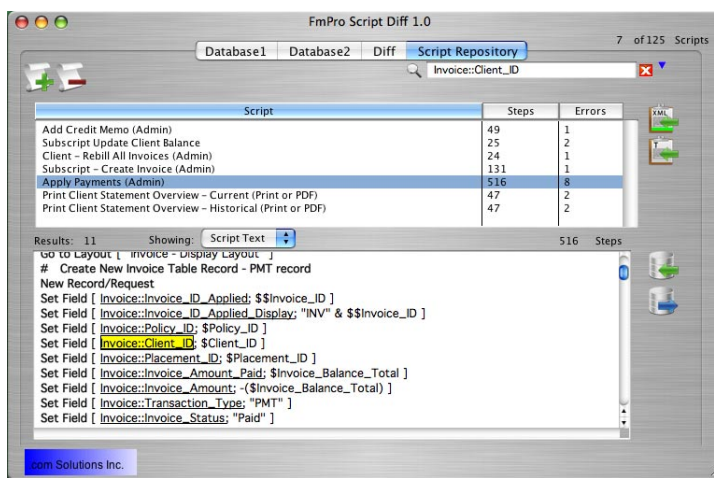 FmPro Script Diff 1.0
7 of 125 Scripts
Database1 Database2 Diff Script Repository
Invoice::Client_ID
Script Steps Errors
XML
Add Credit Memo (Admin) 49 1
Subscript Update Client Balance 25 2
Client - Rebill All Invoices (Admin) 24 1
Subscript - Create Invoice (Admin) 131 1
Apply Payments (Admin) 516 8
Print Client Statement Overview - Current (Print or PDF) 47 2
Print Client Statement Overview - Historical (Print or PDF) 47 2
T
Results: 11 Showing: Script Text 516 Steps
Go to Layout [ "Invoice - Display Layout" ]
# Create New Invoice Table Record - PMT record
New Record/Request
Set Field [ Invoice::Invoice_ID_Applied; $$Invoice_ID ]
Set Field [ Invoice::Invoice_ID_Applied_Display; "INV" & $$Invoice_ID ]
Set Field [ Invoice::Policy_ID; $Policy_ID ]
Set Field [ Invoice::Client_ID; $Client_ID ]
Set Field [ Invoice::Placement_ID; $Placement_ID ]
Set Field [ Invoice::Invoice_Amount_Paid; $Invoice_Balance_Total ]
Set Field [ Invoice::Invoice_Amount; -($Invoice_Balance_Total) ]
Set Field [ Invoice::Transaction_Type; "PMT" ]
Set Field [ Invoice::Invoice_Status; "Paid" ]
.com Solutions Inc.